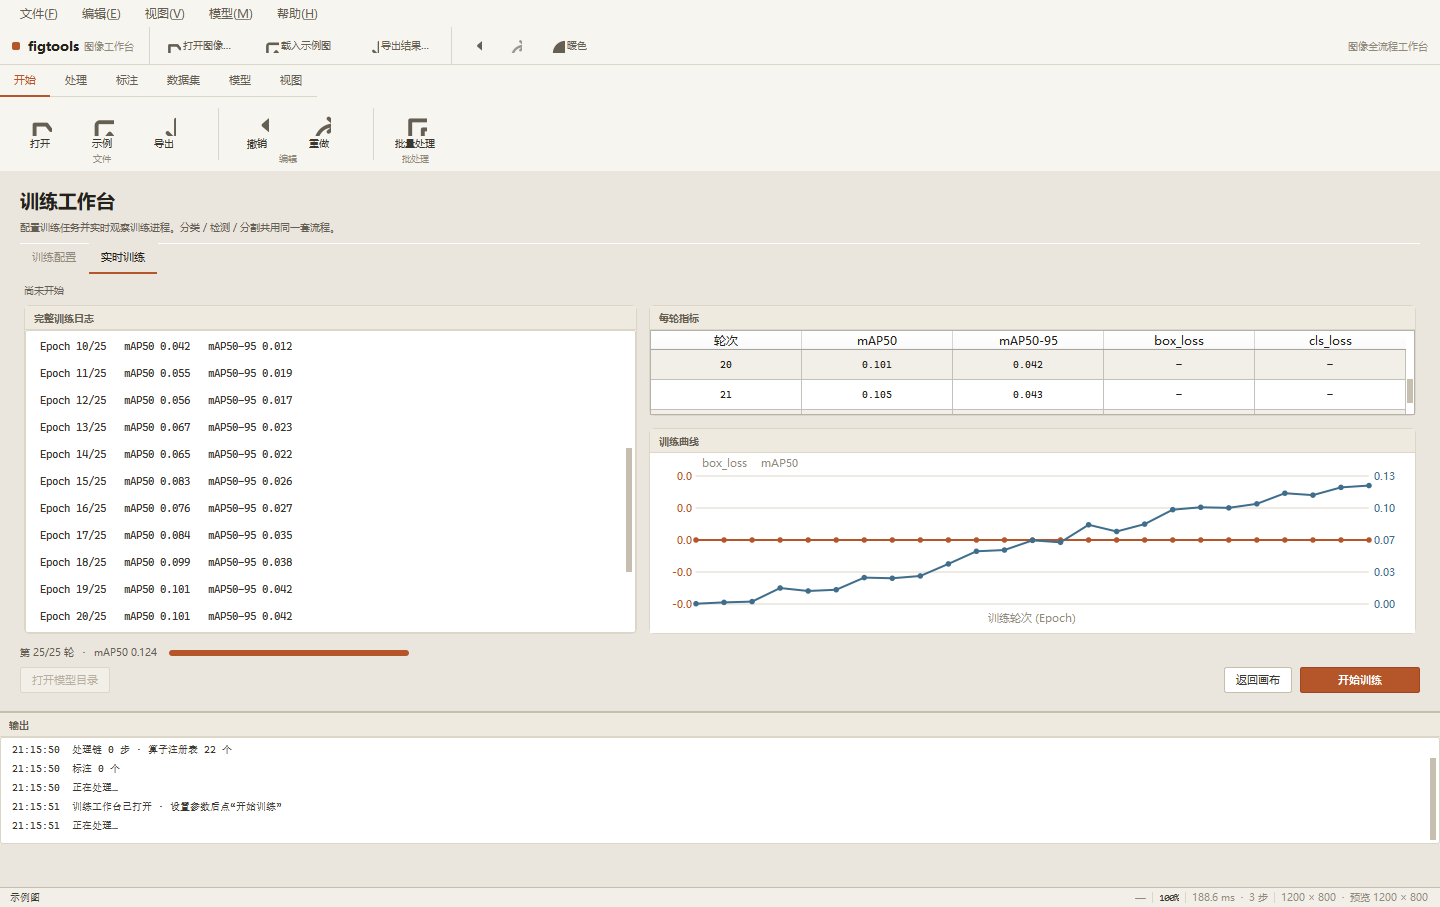 文件(F) 编辑(E) 视图(V) 模型(M) 帮助(H)
figtools 图像工作台 打开图像... 载入示例图 导出结果... 暖色 图像全流程工作台
开始 处理 标注 数据集 模型 视图
打开 示例 导出 撤销 重做 批量处理
文件 编辑 批处理
训练工作台
配置训练任务并实时观察训练进程。分类 / 检测 / 分割共用同一套流程。
训练配置 实时训练
尚未开始
完整训练日志
Epoch 10/25 mAP50 0.042 mAP50-95 0.012
Epoch 11/25 mAP50 0.055 mAP50-95 0.019
Epoch 12/25 mAP50 0.056 mAP50-95 0.017
Epoch 13/25 mAP50 0.067 mAP50-95 0.023
Epoch 14/25 mAP50 0.065 mAP50-95 0.022
Epoch 15/25 mAP50 0.083 mAP50-95 0.026
Epoch 16/25 mAP50 0.076 mAP50-95 0.027
Epoch 17/25 mAP50 0.084 mAP50-95 0.035
Epoch 18/25 mAP50 0.099 mAP50-95 0.038
Epoch 19/25 mAP50 0.101 mAP50-95 0.042
Epoch 20/25 mAP50 0.101 mAP50-95 0.042
每轮指标
轮次 mAP50 mAP50-95 box_loss cls_loss
20 0.101 0.042 — —
21 0.105 0.043 — —
训练曲线
box_loss mAP50
0.0 0.13
0.0 0.10
0.0 0.07
-0.0 0.03
-0.0 0.00
训练轮次 (Epoch)
第 25/25 轮 · mAP50 0.124
打开模型目录 返回画布 开始训练
输出
21:15:50 处理链 0 步 · 算子注册表 22 个
21:15:50 标注 0 个
21:15:50 正在处理…
21:15:51 训练工作台已打开 · 设置参数后点“开始训练”
21:15:51 正在处理…
示例图 — 100% 188.6 ms · 3 步 1200 × 800 · 预览 1200 × 800